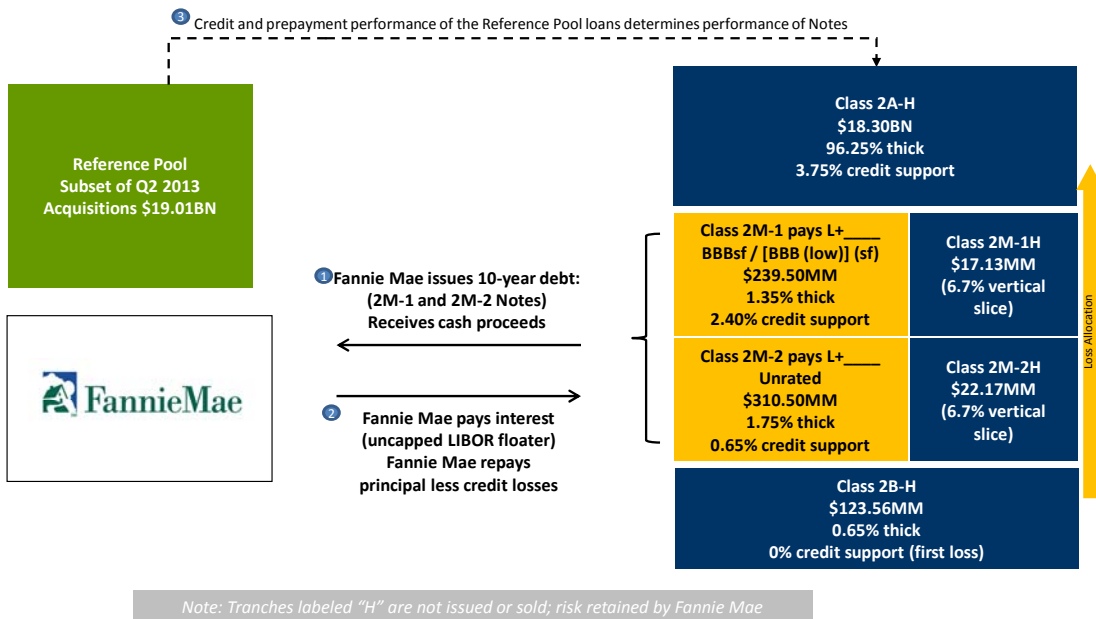 3 Credit and prepayment performance of the Reference Pool loans determines performance of Notes
Reference Pool
Subset of Q2 2013
Acquisitions $19.01BN
FannieMae
1 Fannie Mae issues 10-year debt:
(2M-1 and 2M-2 Notes)
Receives cash proceeds
2 Fannie Mae pays interest
(uncapped LIBOR floater)
Fannie Mae repays
principal less credit losses
Class 2A-H
$18.30BN
96.25% thick
3.75% credit support
Class 2M-1 pays L+____
BBBsf / [BBB (low)] (sf)
$239.50MM
1.35% thick
2.40% credit support
Class 2M-1H
$17.13MM
(6.7% vertical
slice)
Class 2M-2 pays L+____
Unrated
$310.50MM
1.75% thick
0.65% credit support
Class 2M-2H
$22.17MM
(6.7% vertical
slice)
Class 2B-H
$123.56MM
0.65% thick
0% credit support (first loss)
Loss Allocation
Note: Tranches labeled “H” are not issued or sold; risk retained by Fannie Mae